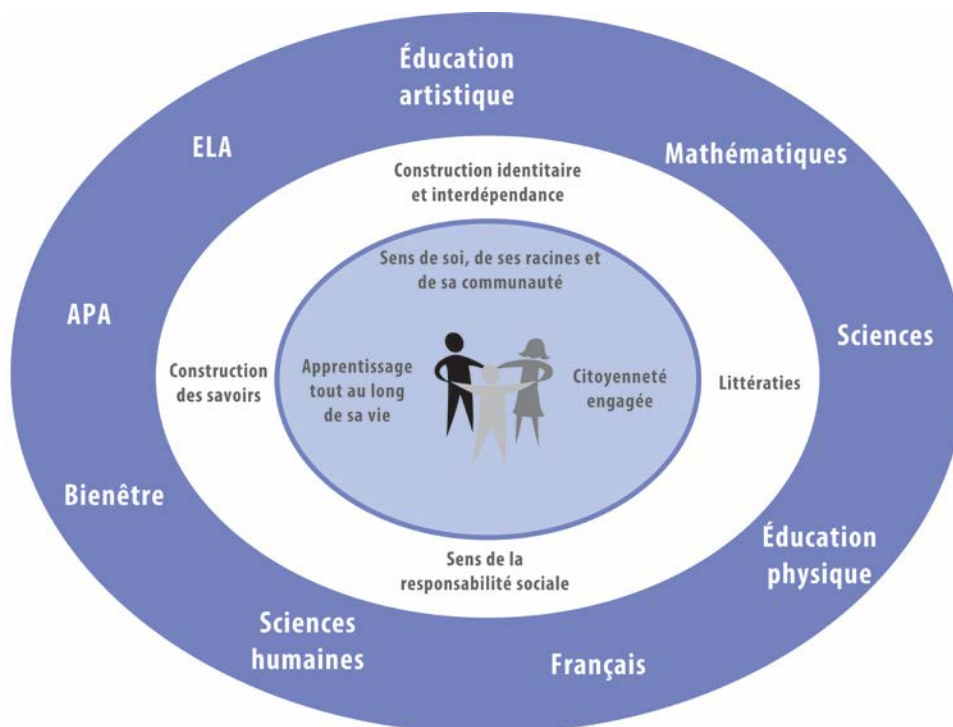 Éducation
artistique
ELA
Mathématiques
Construction identitaire
et interdépendance
Sens de soi, de ses racines et
de sa communauté
APA
Sciences
Construction
des savoirs
Apprentissage
tout au long
de sa vie
Citoyenneté
engagée
Littératies
Bienêtre
Éducation
physique
Sens de la
responsabilité sociale
Sciences
humaines
Français